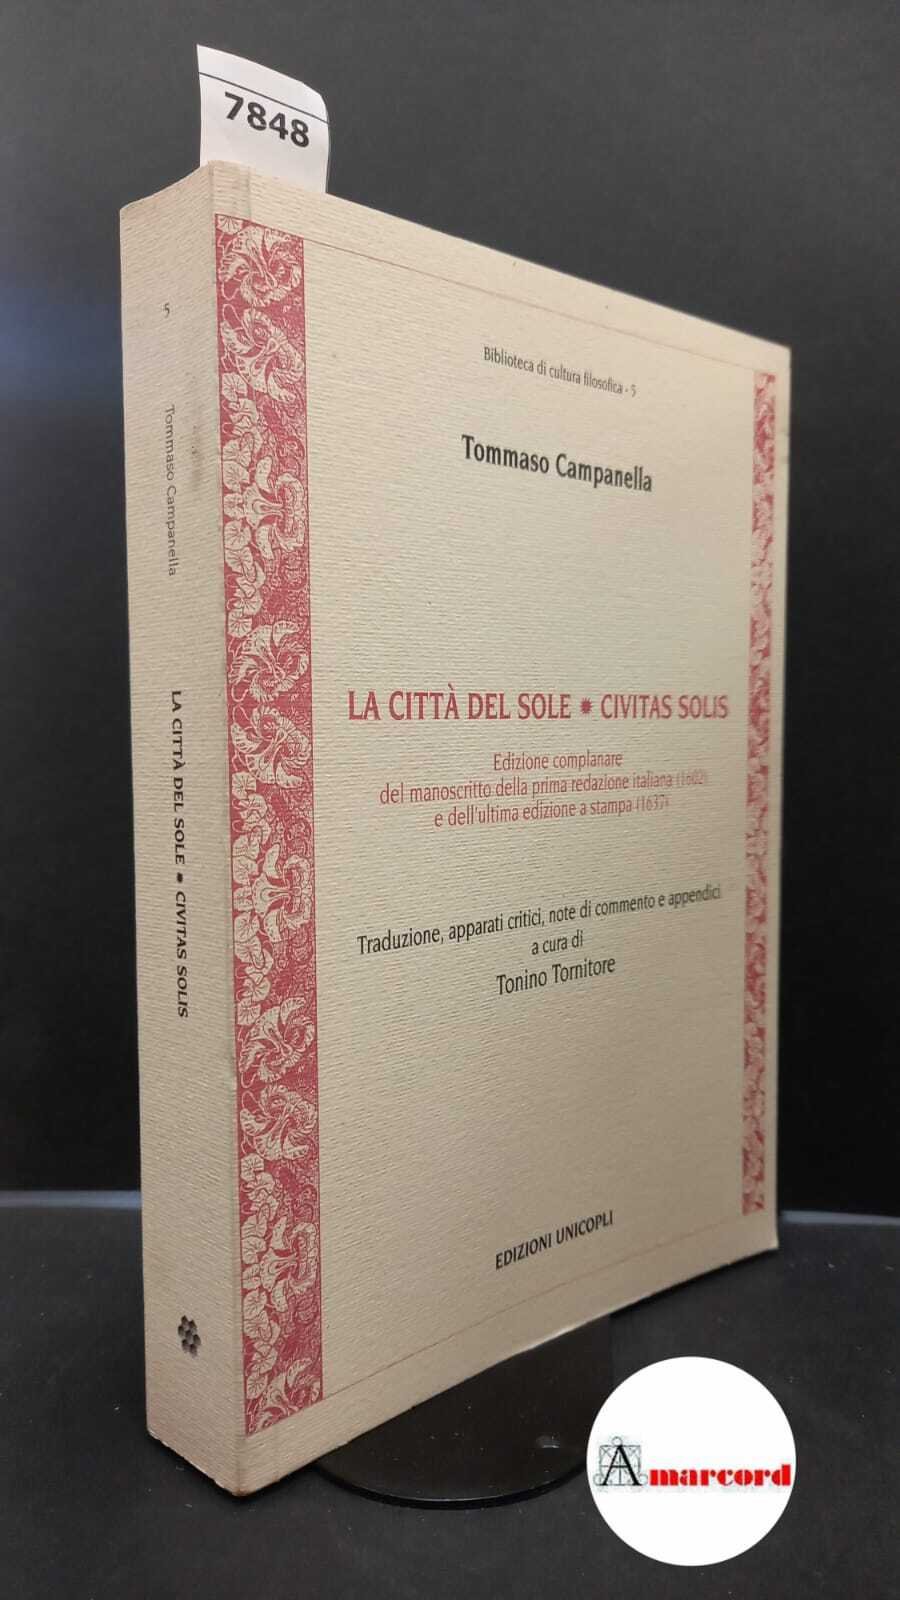 7848
5
Tommaso Campanella
LA CITTÀ DEL SOLE ✹ CIVITAS SOLIS
Biblioteca di cultura filosofica - 5
Tommaso Campanella
LA CITTÀ DEL SOLE ✹ CIVITAS SOLIS
Edizione complanare
del manoscritto della prima redazione italiana (1602)
e dell'ultima edizione a stampa (1637)
Traduzione, apparati critici, note di commento e appendici
a cura di
Tonino Tornitore
EDIZIONI UNICOPLI
Amarcord